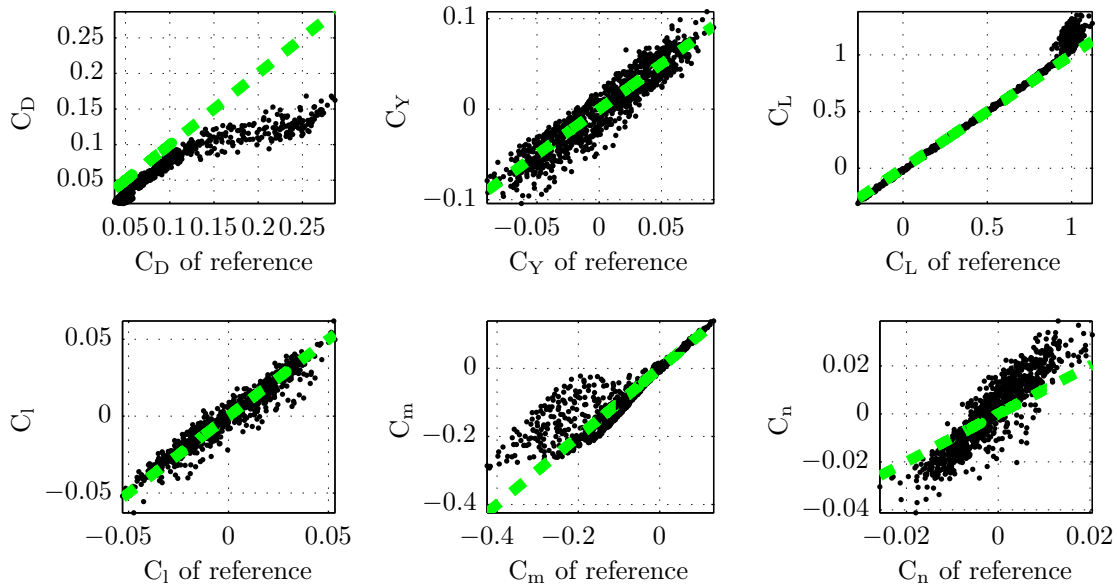 0.25
0.2
0.15
0.1
0.05
C_D
0.05 0.1 0.15 0.2 0.25
C_D of reference
0.1
0
−0.1
C_Y
−0.05 0 0.05
C_Y of reference
1
0.5
0
C_L
0 0.5 1
C_L of reference
0.05
0
−0.05
C_l
−0.05 0 0.05
C_l of reference
0
−0.2
−0.4
C_m
−0.4 −0.2 0
C_m of reference
0.02
0
−0.02
−0.04
C_n
−0.02 0 0.02
C_n of reference